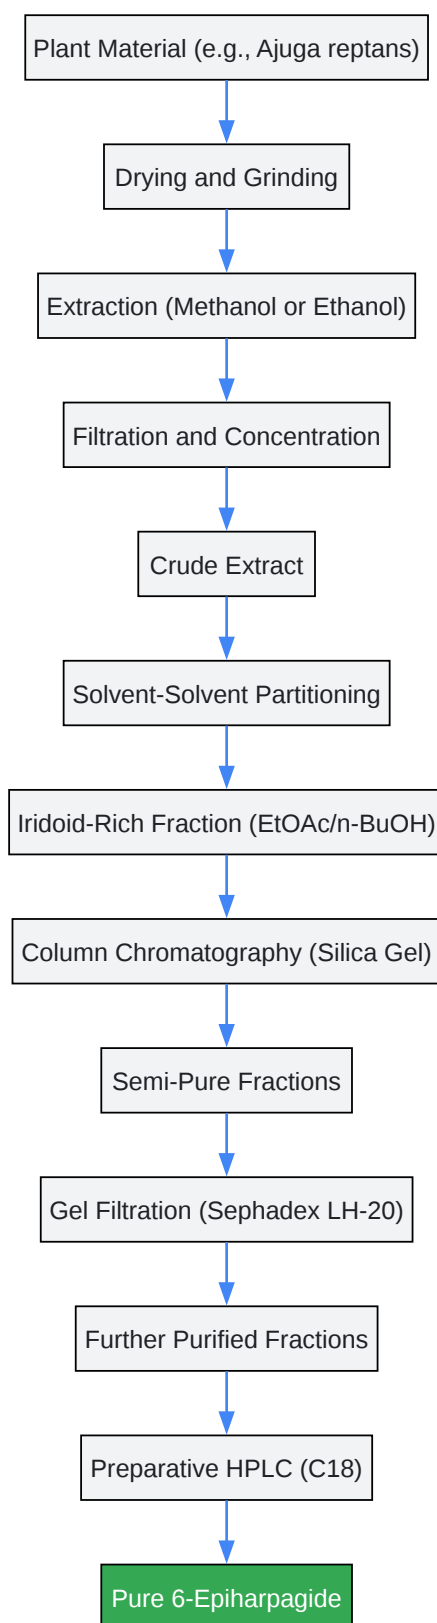 Plant Material (e.g., Ajuga reptans)
Drying and Grinding
Extraction (Methanol or Ethanol)
Filtration and Concentration
Crude Extract
Solvent-Solvent Partitioning
Iridoid-Rich Fraction (EtOAc/n-BuOH)
Column Chromatography (Silica Gel)
Semi-Pure Fractions
Gel Filtration (Sephadex LH-20)
Further Purified Fractions
Preparative HPLC (C18)
Pure 6-Epiharpagide